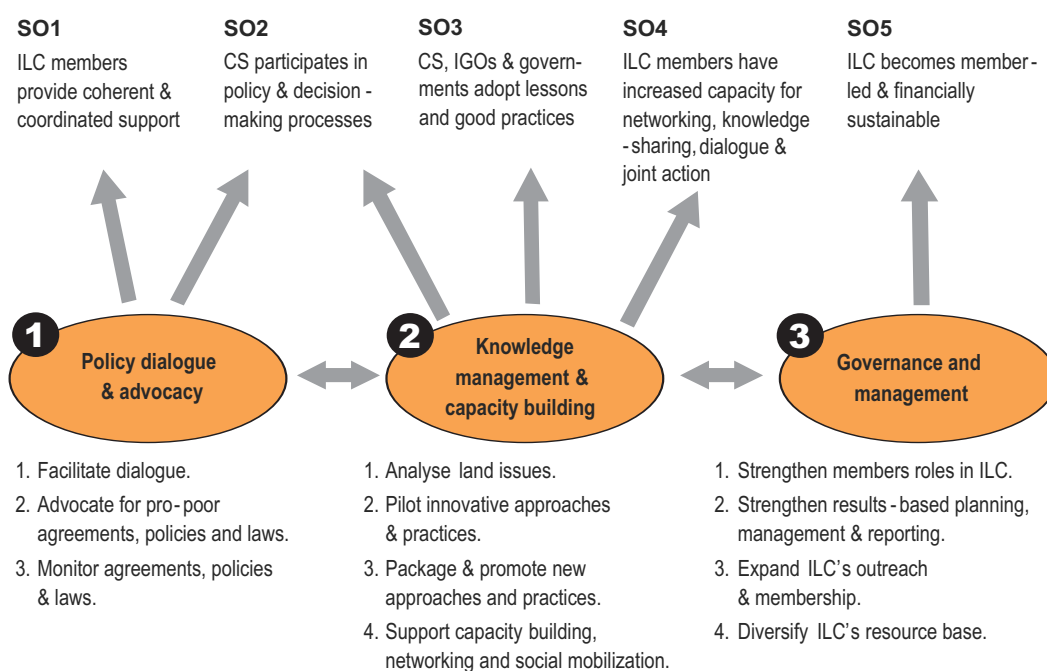 SO1
ILC members
provide coherent &
coordinated support
SO2
CS participates in
policy & decision -
making processes
SO3
CS, IGOs & govern-
ments adopt lessons
and good practices
SO4
ILC members have
increased capacity for
networking, knowledge
-sharing, dialogue &
joint action
SO5
ILC becomes member-
led & financially
sustainable
1
Policy dialogue
& advocacy
2
Knowledge
management &
capacity building
3
Governance and
management
1. Facilitate dialogue.
2. Advocate for pro-poor
agreements, policies and laws.
3. Monitor agreements, policies
& laws.
1. Analyse land issues.
2. Pilot innovative approaches
& practices.
3. Package & promote new
approaches and practices.
4. Support capacity building,
networking and social mobilization.
1. Strengthen members roles in ILC.
2. Strengthen results-based planning,
management & reporting.
3. Expand ILC's outreach
& membership.
4. Diversify ILC's resource base.